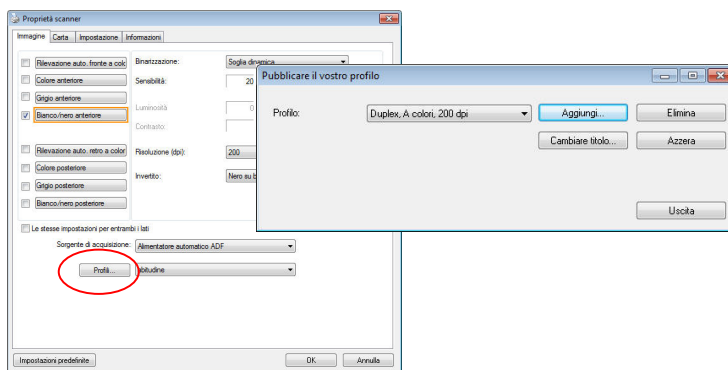 Proprietà scanner
Immagine Carta Impostazione Informazioni
Rilevazione auto. fronte a colo
Colore anteriore
Grigio anteriore
Bianco/nero anteriore
Rilevazione auto. retro a color
Colore posteriore
Grigio posteriore
Bianco/nero posteriore
Binarizzazione: Soglia dinamica
Sensibilità: 20
Luminosità 0
Contrasto:
Risoluzione (dpi): 200
Invertito: Nero su b
Le stesse impostazioni per entrambi i lati
Sorgente di acquisizione: Alimentatore automatico ADF
Profili... abitudine
Impostazioni predefinite OK Annulla
Pubblicare il vostro profilo
Profilo: Duplex, A colori, 200 dpi Aggiungi... Elimina
Cambiare titolo... Azzera
Uscita